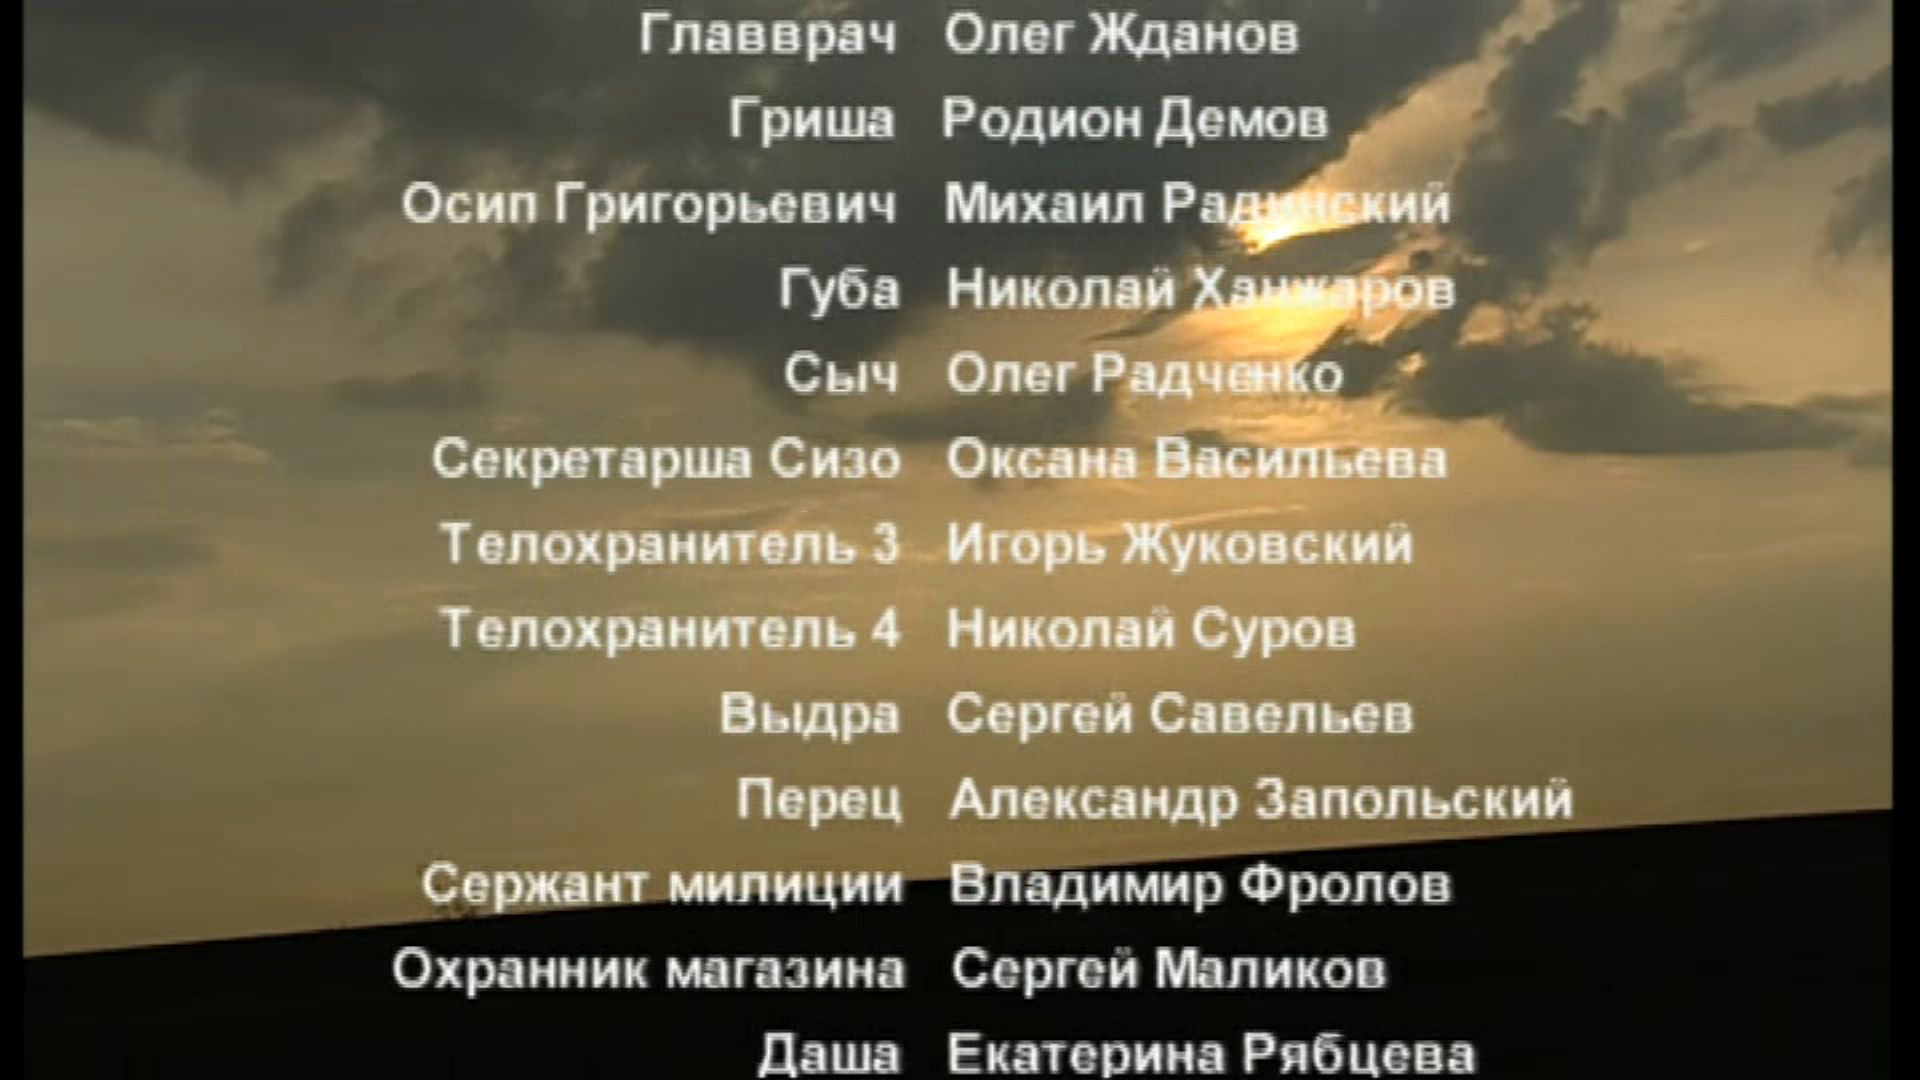 Главврач Олег Жданов
Гриша Родион Демов
Осип Григорьевич Михаил Радинский
Губа Николай Ханжаров
Сыч Олег Радченко
Секретарша Сизо Оксана Васильева
Телохранитель 3 Игорь Жуковский
Телохранитель 4 Николай Суров
Выдра Сергей Савельев
Перец Александр Запольский
Сержант милиции Владимир Фролов
Охранник магазина Сергей Маликов
Даша Екатерина Рябцева